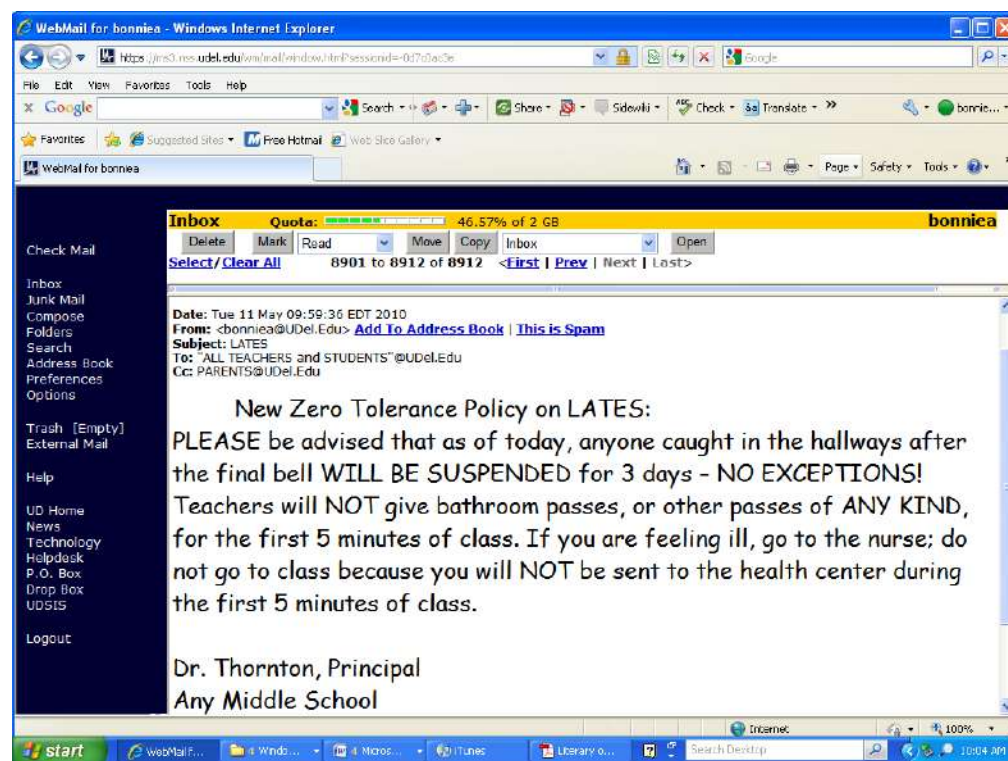 WebMail for bonniea - Windows Internet Explorer
Google
File Edit View Favorites Tools Help
x Google Search Share Sidewiki Check Translate bonnie...
Favorites Suggested Sites Free Hotmail Web Slice Gallery
WebMail for bonniea Page Safety Tools
Inbox Quota: 46.57% of 2 GB bonniea
Delete Mark Read Move Copy Inbox Open
Select/Clear All 8901 to 8912 of 8912 <First | Prev | Next | Last>
Check Mail
Inbox
Junk Mail
Compose
Folders
Search
Address Book
Preferences
Options
Trash [Empty]
External Mail
Help
UD Home
News
Technology
Helpdesk
P.O. Box
Drop Box
UDSIS
Logout
Date: Tue 11 May 09:59:36 EDT 2010
From: <bonniea@UDel.Edu> Add To Address Book | This is Spam
Subject: LATES
To: "ALL TEACHERS and STUDENTS"@UDel.Edu
Cc: PARENTS@UDel.Edu
New Zero Tolerance Policy on LATES:
PLEASE be advised that as of today, anyone caught in the hallways after
the final bell WILL BE SUSPENDED for 3 days - NO EXCEPTIONS!
Teachers will NOT give bathroom passes, or other passes of ANY KIND,
for the first 5 minutes of class. If you are feeling ill, go to the nurse; do
not go to class because you will NOT be sent to the health center during
the first 5 minutes of class.
Dr. Thornton, Principal
Any Middle School
Internet 100%
start WebMail F... 4 Windo... 4 Micros... iTunes Literary o... Search Desktop 10:04 AM